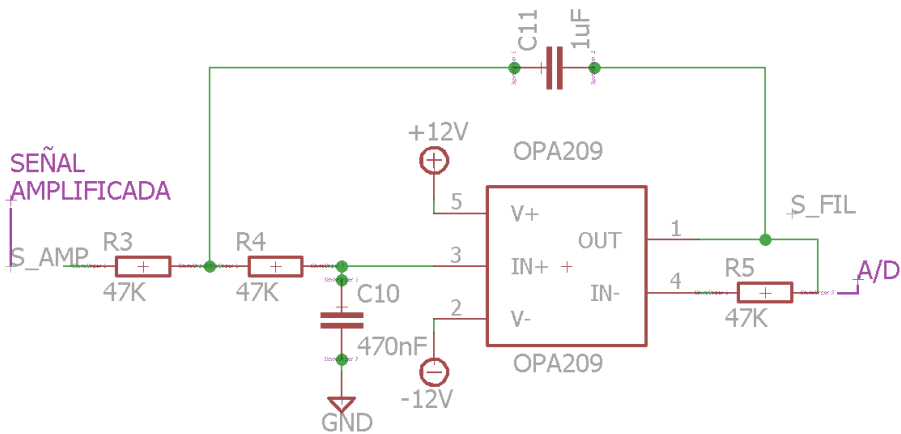 C11
1uF
+12V
OPA209
SEÑAL
AMPLIFICADA
5
V+
1
S_FIL
S_AMP
R3
R4
3
IN+
OUT
4
R5
A/D
47K
47K
C10
2
IN-
47K
470nF
V-
OPA209
-12V
GND